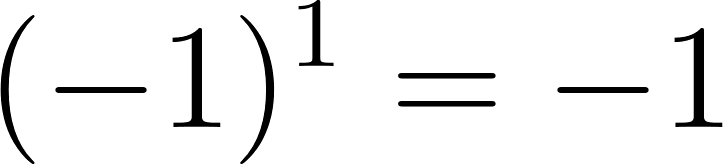 (−1)¹ = −1